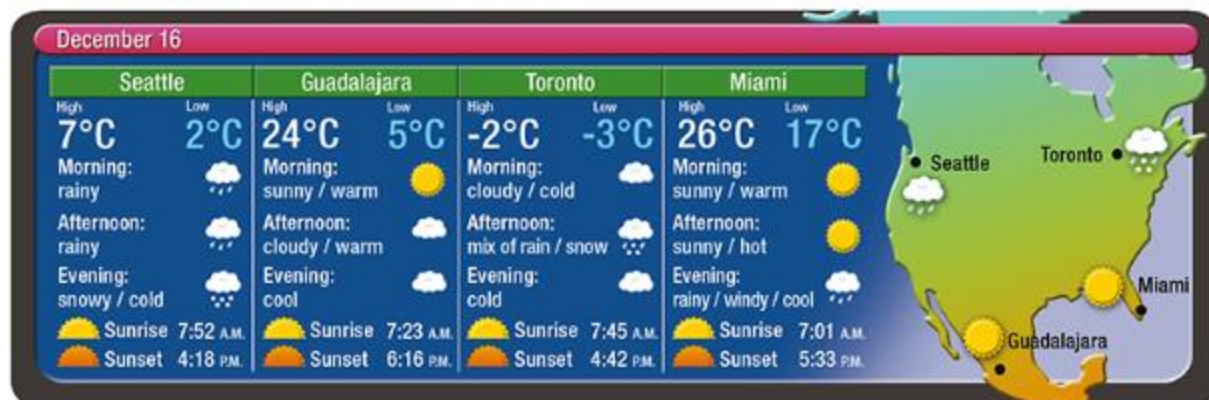 December 16
Seattle
High Low
7°C 2°C
Morning:
rainy
Afternoon:
rainy
Evening:
snowy / cold
Sunrise 7:52 A.M.
Sunset 4:18 P.M.
Guadalajara
High Low
24°C 5°C
Morning:
sunny / warm
Afternoon:
cloudy / warm
Evening:
cool
Sunrise 7:23 A.M.
Sunset 6:16 P.M.
Toronto
High Low
-2°C -3°C
Morning:
cloudy / cold
Afternoon:
mix of rain / snow
Evening:
cold
Sunrise 7:45 A.M.
Sunset 4:42 P.M.
Miami
High Low
26°C 17°C
Morning:
sunny / warm
Afternoon:
sunny / hot
Evening:
rainy / windy / cool
Sunrise 7:01 A.M.
Sunset 5:33 P.M.
Seattle
Toronto
Miami
Guadalajara